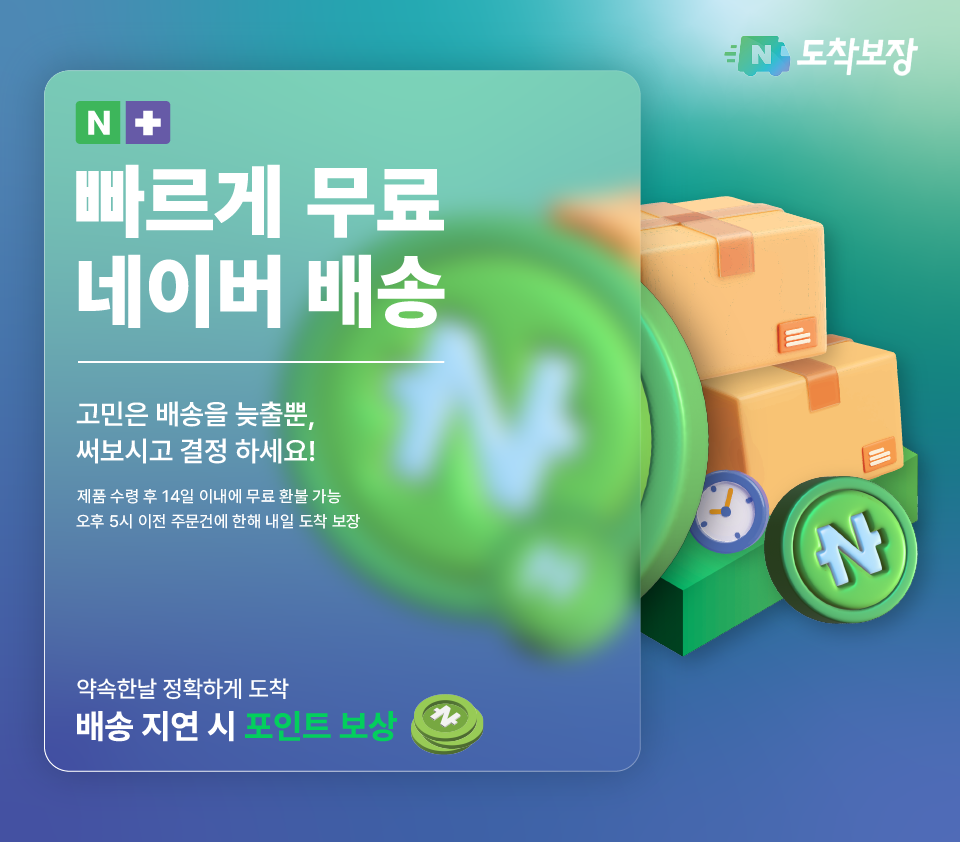 N 도착보장
N+
빠르게 무료
네이버 배송
고민은 배송을 늦출뿐,
써보시고 결정 하세요!
제품 수령 후 14일 이내에 무료 환불 가능
오후 5시 이전 주문건에 한해 내일 도착 보장
약속한날 정확하게 도착
배송 지연 시 포인트 보상